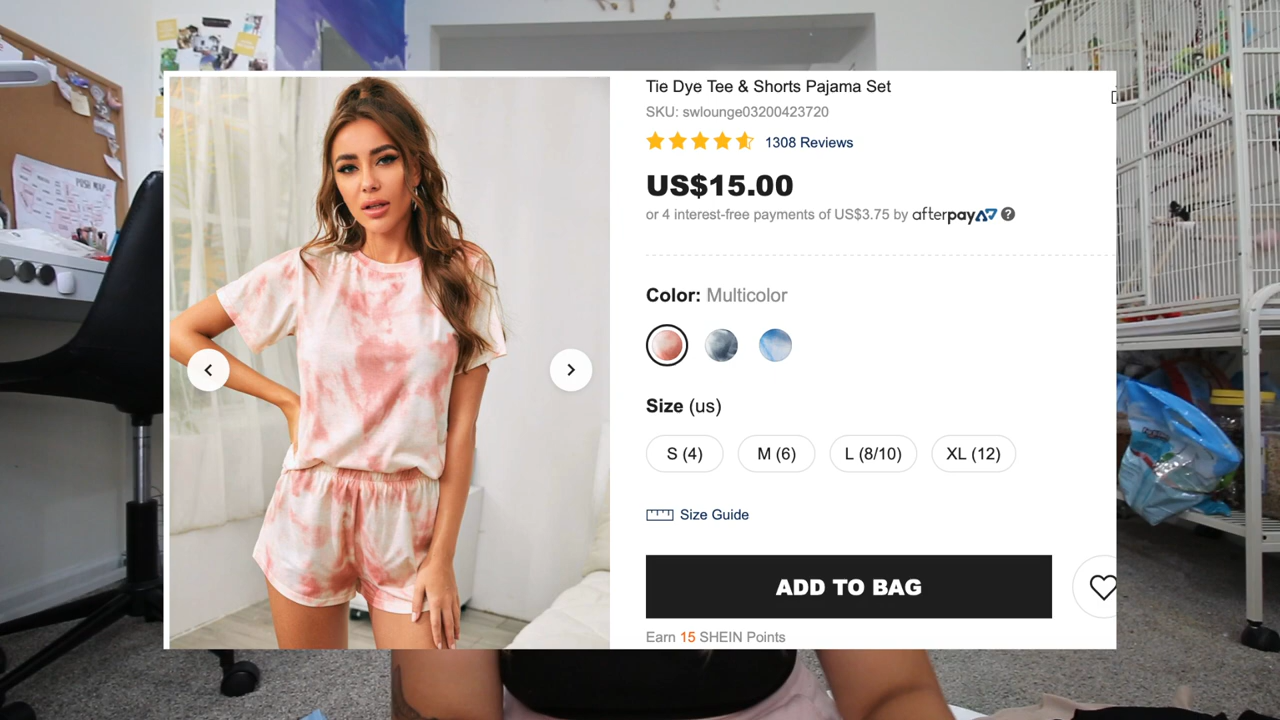 Tie Dye Tee & Shorts Pajama Set
SKU: swlounge03200423720
1308 Reviews
US$15.00
or 4 interest-free payments of US$3.75 by afterpay
Color: Multicolor
Size (us)
S (4) M (6) L (8/10) XL (12)
Size Guide
ADD TO BAG
Earn 15 SHEIN Points
PUSH MAP